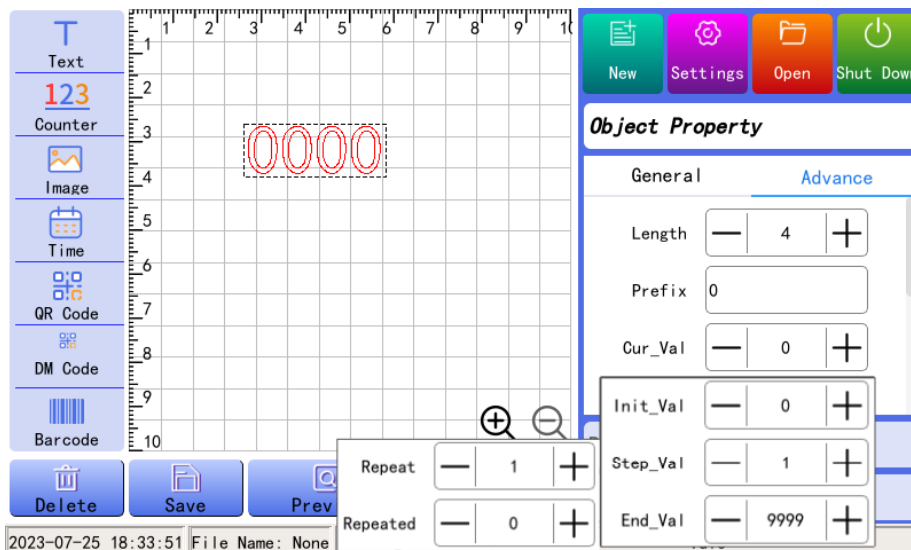 1 2 3 4 5 6 7 8 9
1
2
3
4
5
6
7
8
9
10
Text
123
Counter
Image
Time
QR Code
DM Code
Barcode
0000
New
Settings
Open
Shut Down
Object Property
General Advance
Length 4
Prefix 0
Cur_Val 0
Init_Val 0
Step_Val 1
End_Val 9999
Repeat 1
Repeated 0
Delete
Save
Prev
2023-07-25 18:33:51 File Name: None